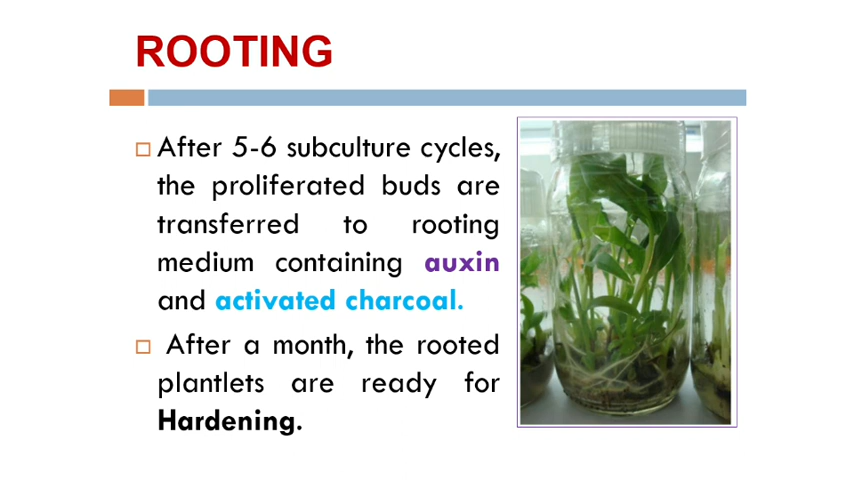 ROOTING
After 5-6 subculture cycles,
the proliferated buds are
transferred to rooting
medium containing auxin
and activated charcoal.
After a month, the rooted
plantlets are ready for
Hardening.